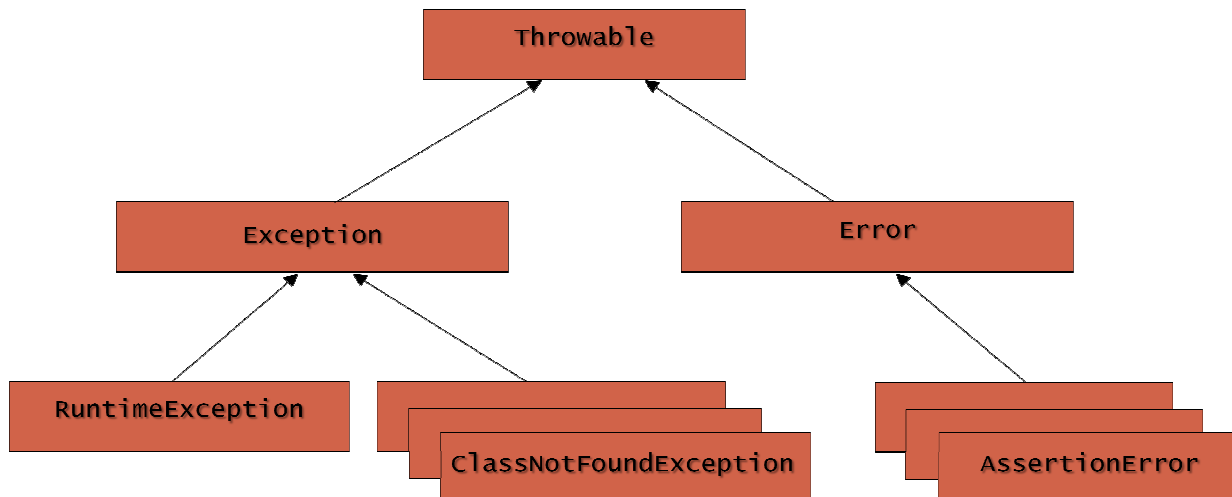 Throwable
Exception
Error
RuntimeException
ClassNotFoundException
AssertionError